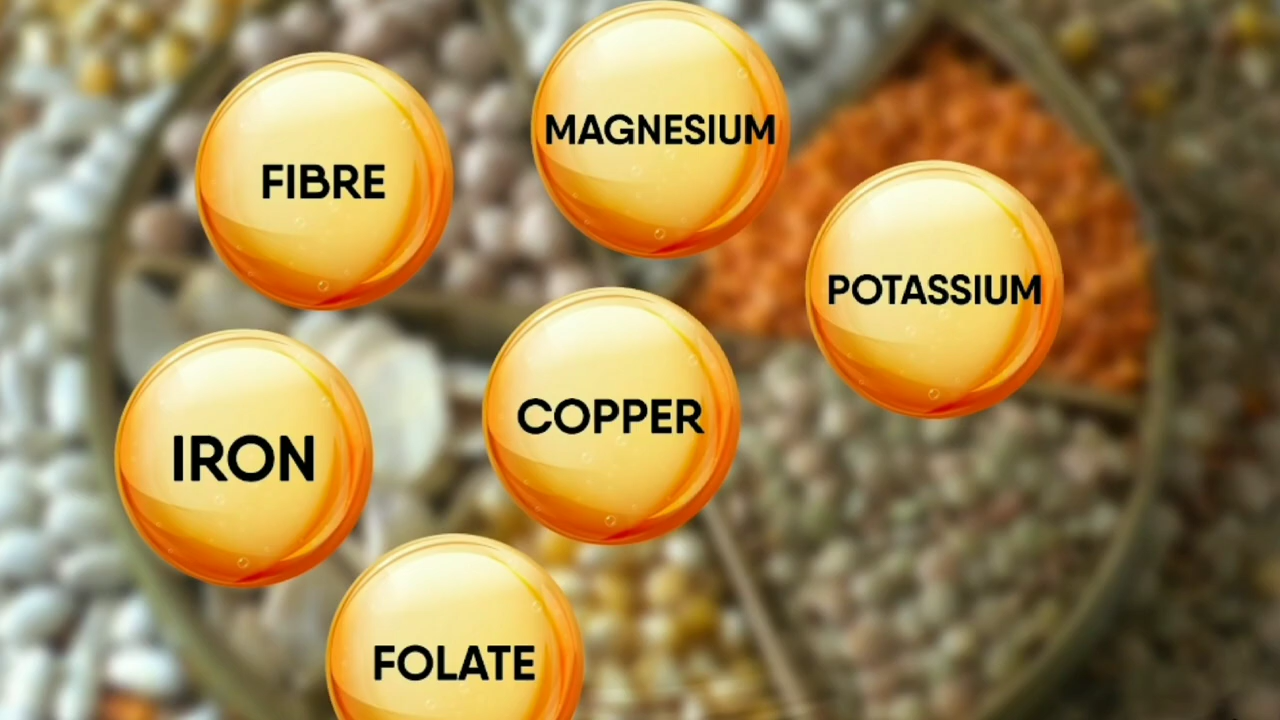 FIBRE
MAGNESIUM
POTASSIUM
IRON
COPPER
FOLATE